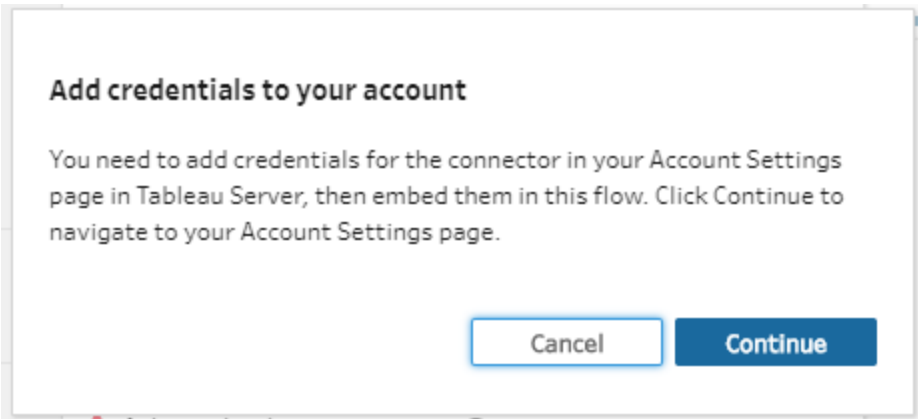 Add credentials to your account
You need to add credentials for the connector in your Account Settings
page in Tableau Server, then embed them in this flow. Click Continue to
navigate to your Account Settings page.
Cancel Continue